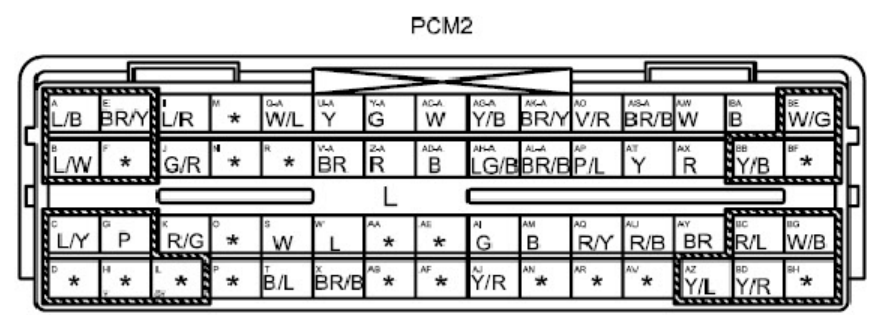 PCM2
A E I M Q-A U-A Y-A AC-A AG-A AK-A AO AS-A AW BA BE
L/B BR/Y L/R * W/L Y G W Y/B BR/Y V/R BR/B W B W/G
B F J N R V-A Z-A AD-A AH-A AL-A AP AT AX BB BF
L/W * G/R * * BR R B LG/B BR/B P/L Y R Y/B *
L
C G K O S W AA AE AI AM AQ AU AY BC BG
L/Y P R/G * W L * * G B R/Y R/B BR R/L W/B
D H L P T X AB AF AJ AN AR AV AZ BD BH
* * * * B/L BR/B * * Y/R * * * Y/L Y/R *